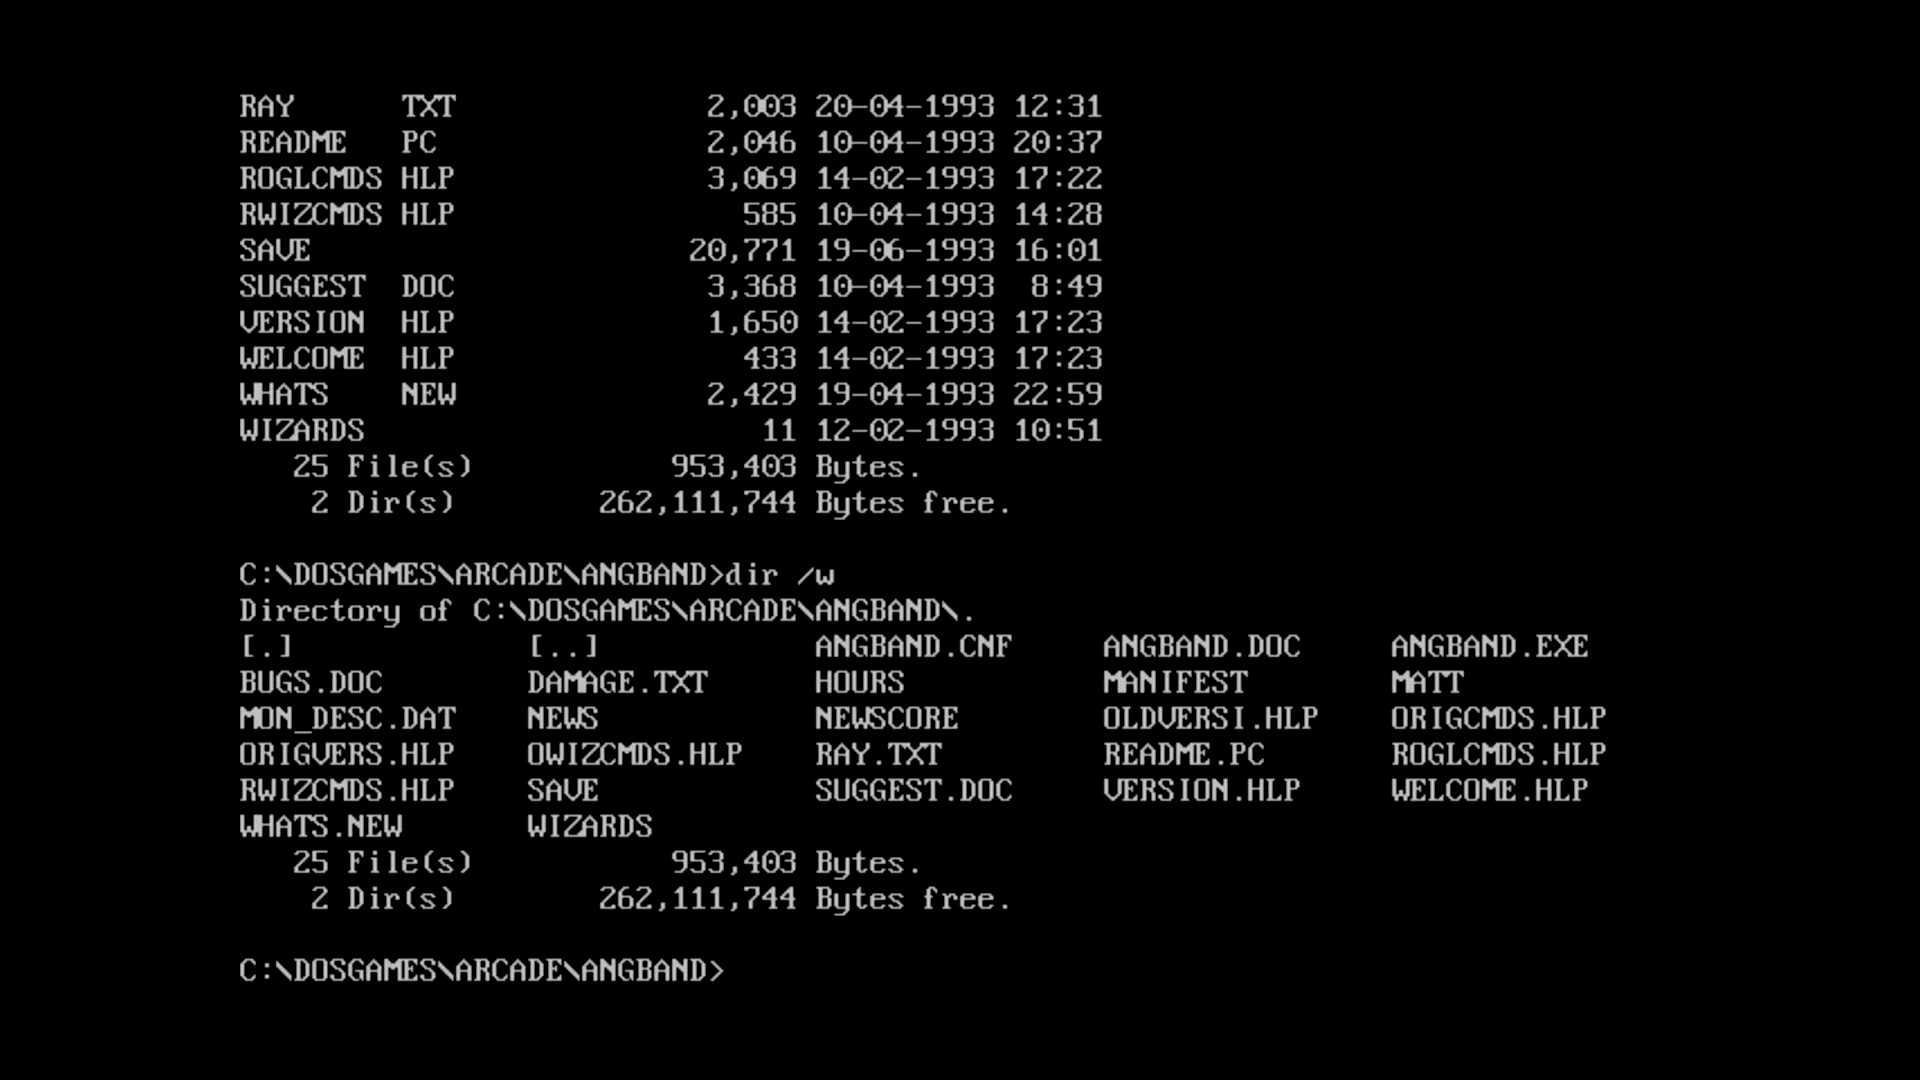 RAY      TXT              2,003 20-04-1993 12:31
README   PC               2,046 10-04-1993 20:37
ROGLCMDS HLP              3,069 14-02-1993 17:22
RWIZCMDS HLP                585 10-04-1993 14:28
SAVE                     20,771 19-06-1993 16:01
SUGGEST  DOC              3,368 10-04-1993  8:49
VERSION  HLP              1,650 14-02-1993 17:23
WELCOME  HLP                433 14-02-1993 17:23
WHATS    NEW              2,429 19-04-1993 22:59
WIZARDS                      11 12-02-1993 10:51
   25 File(s)           953,403 Bytes.
    2 Dir(s)        262,111,744 Bytes free.

C:\DOSGAMES\ARCADE\ANGBAND>dir /w
Directory of C:\DOSGAMES\ARCADE\ANGBAND\.
[.]             [..]            ANGBAND.CNF     ANGBAND.DOC     ANGBAND.EXE
BUGS.DOC        DAMAGE.TXT      HOURS           MANIFEST        MATT
MON_DESC.DAT    NEWS            NEWSCORE        OLDVERSI.HLP    ORIGCMDS.HLP
ORIGVERS.HLP    OWIZCMDS.HLP    RAY.TXT         README.PC       ROGLCMDS.HLP
RWIZCMDS.HLP    SAVE            SUGGEST.DOC     VERSION.HLP     WELCOME.HLP
WHATS.NEW       WIZARDS
   25 File(s)           953,403 Bytes.
    2 Dir(s)        262,111,744 Bytes free.

C:\DOSGAMES\ARCADE\ANGBAND>